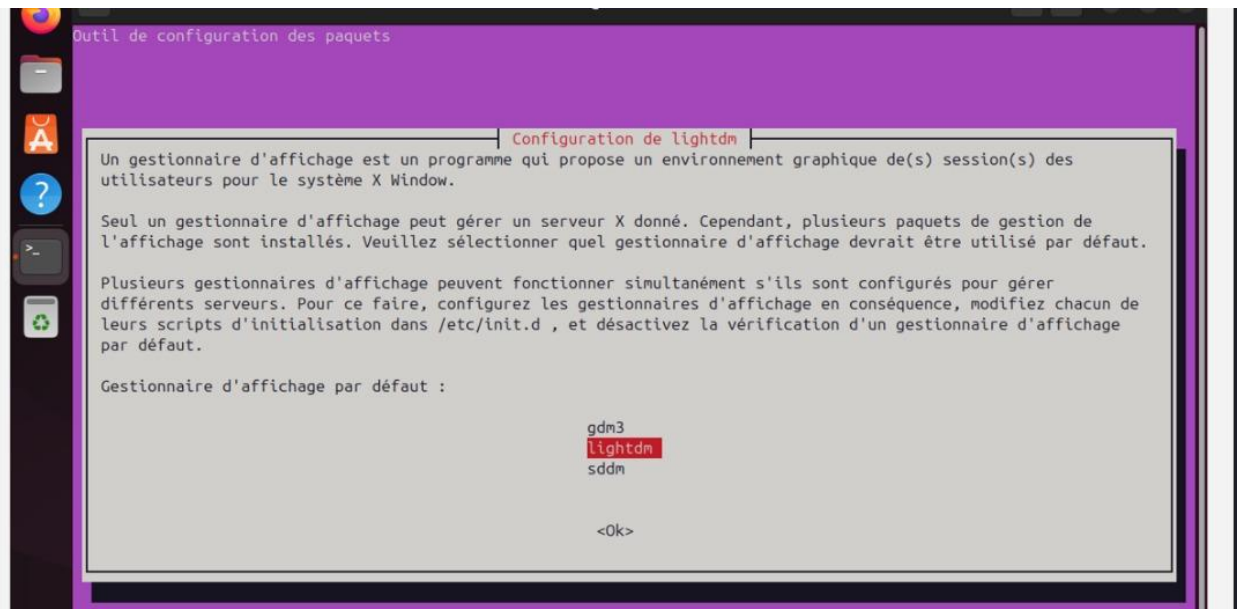 Outil de configuration des paquets
Configuration de lightdm
Un gestionnaire d'affichage est un programme qui propose un environnement graphique de(s) session(s) des
utilisateurs pour le système X Window.
Seul un gestionnaire d'affichage peut gérer un serveur X donné. Cependant, plusieurs paquets de gestion de
l'affichage sont installés. Veuillez sélectionner quel gestionnaire d'affichage devrait être utilisé par défaut.
Plusieurs gestionnaires d'affichage peuvent fonctionner simultanément s'ils sont configurés pour gérer
différents serveurs. Pour ce faire, configurez les gestionnaires d'affichage en conséquence, modifiez chacun de
leurs scripts d'initialisation dans /etc/init.d , et désactivez la vérification d'un gestionnaire d'affichage
par défaut.
Gestionnaire d'affichage par défaut :
gdm3
lightdm
sddm
<Ok>